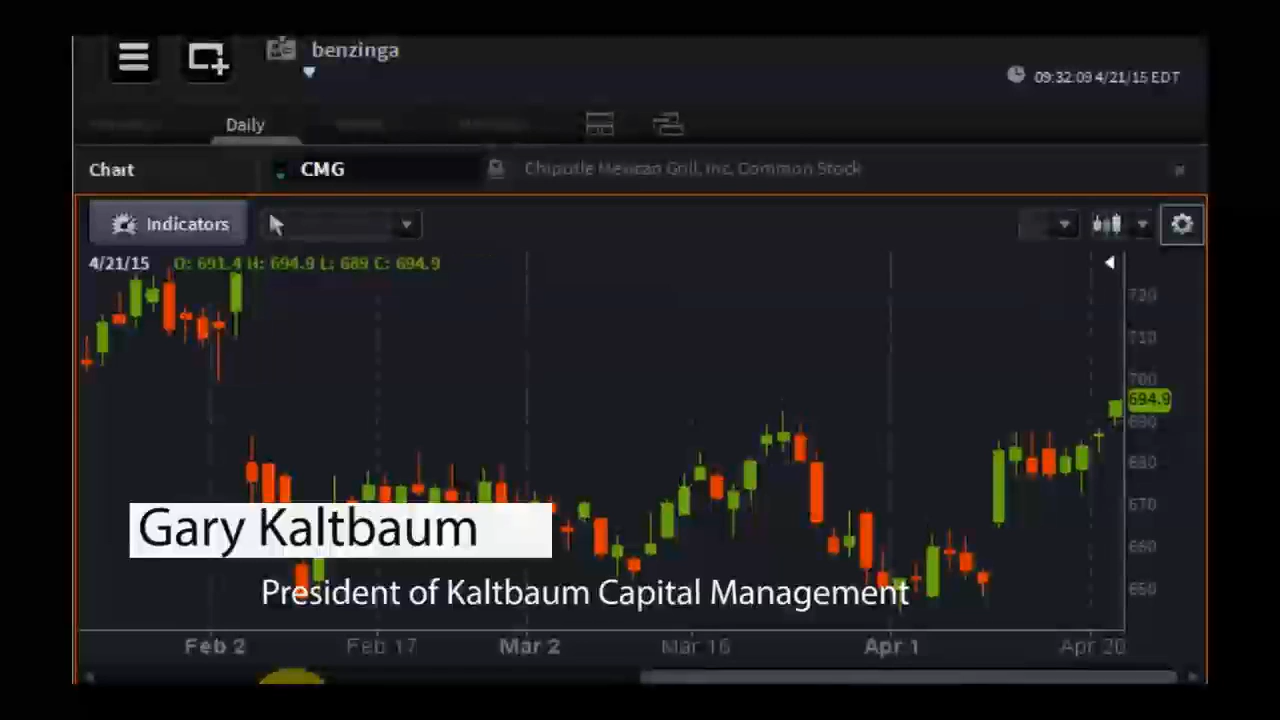 benzinga
09:32:09 4/21/15 EDT
Daily
Chart
CMG
Chipotle Mexican Grill, Inc. Common Stock
Indicators
4/21/15 O: 691.4 H: 694.9 L: 689 C: 694.9
720
710
700
694.9
690
680
670
660
650
Gary Kaltbaum
President of Kaltbaum Capital Management
Feb 2 Feb 17 Mar 2 Mar 16 Apr 1 Apr 20